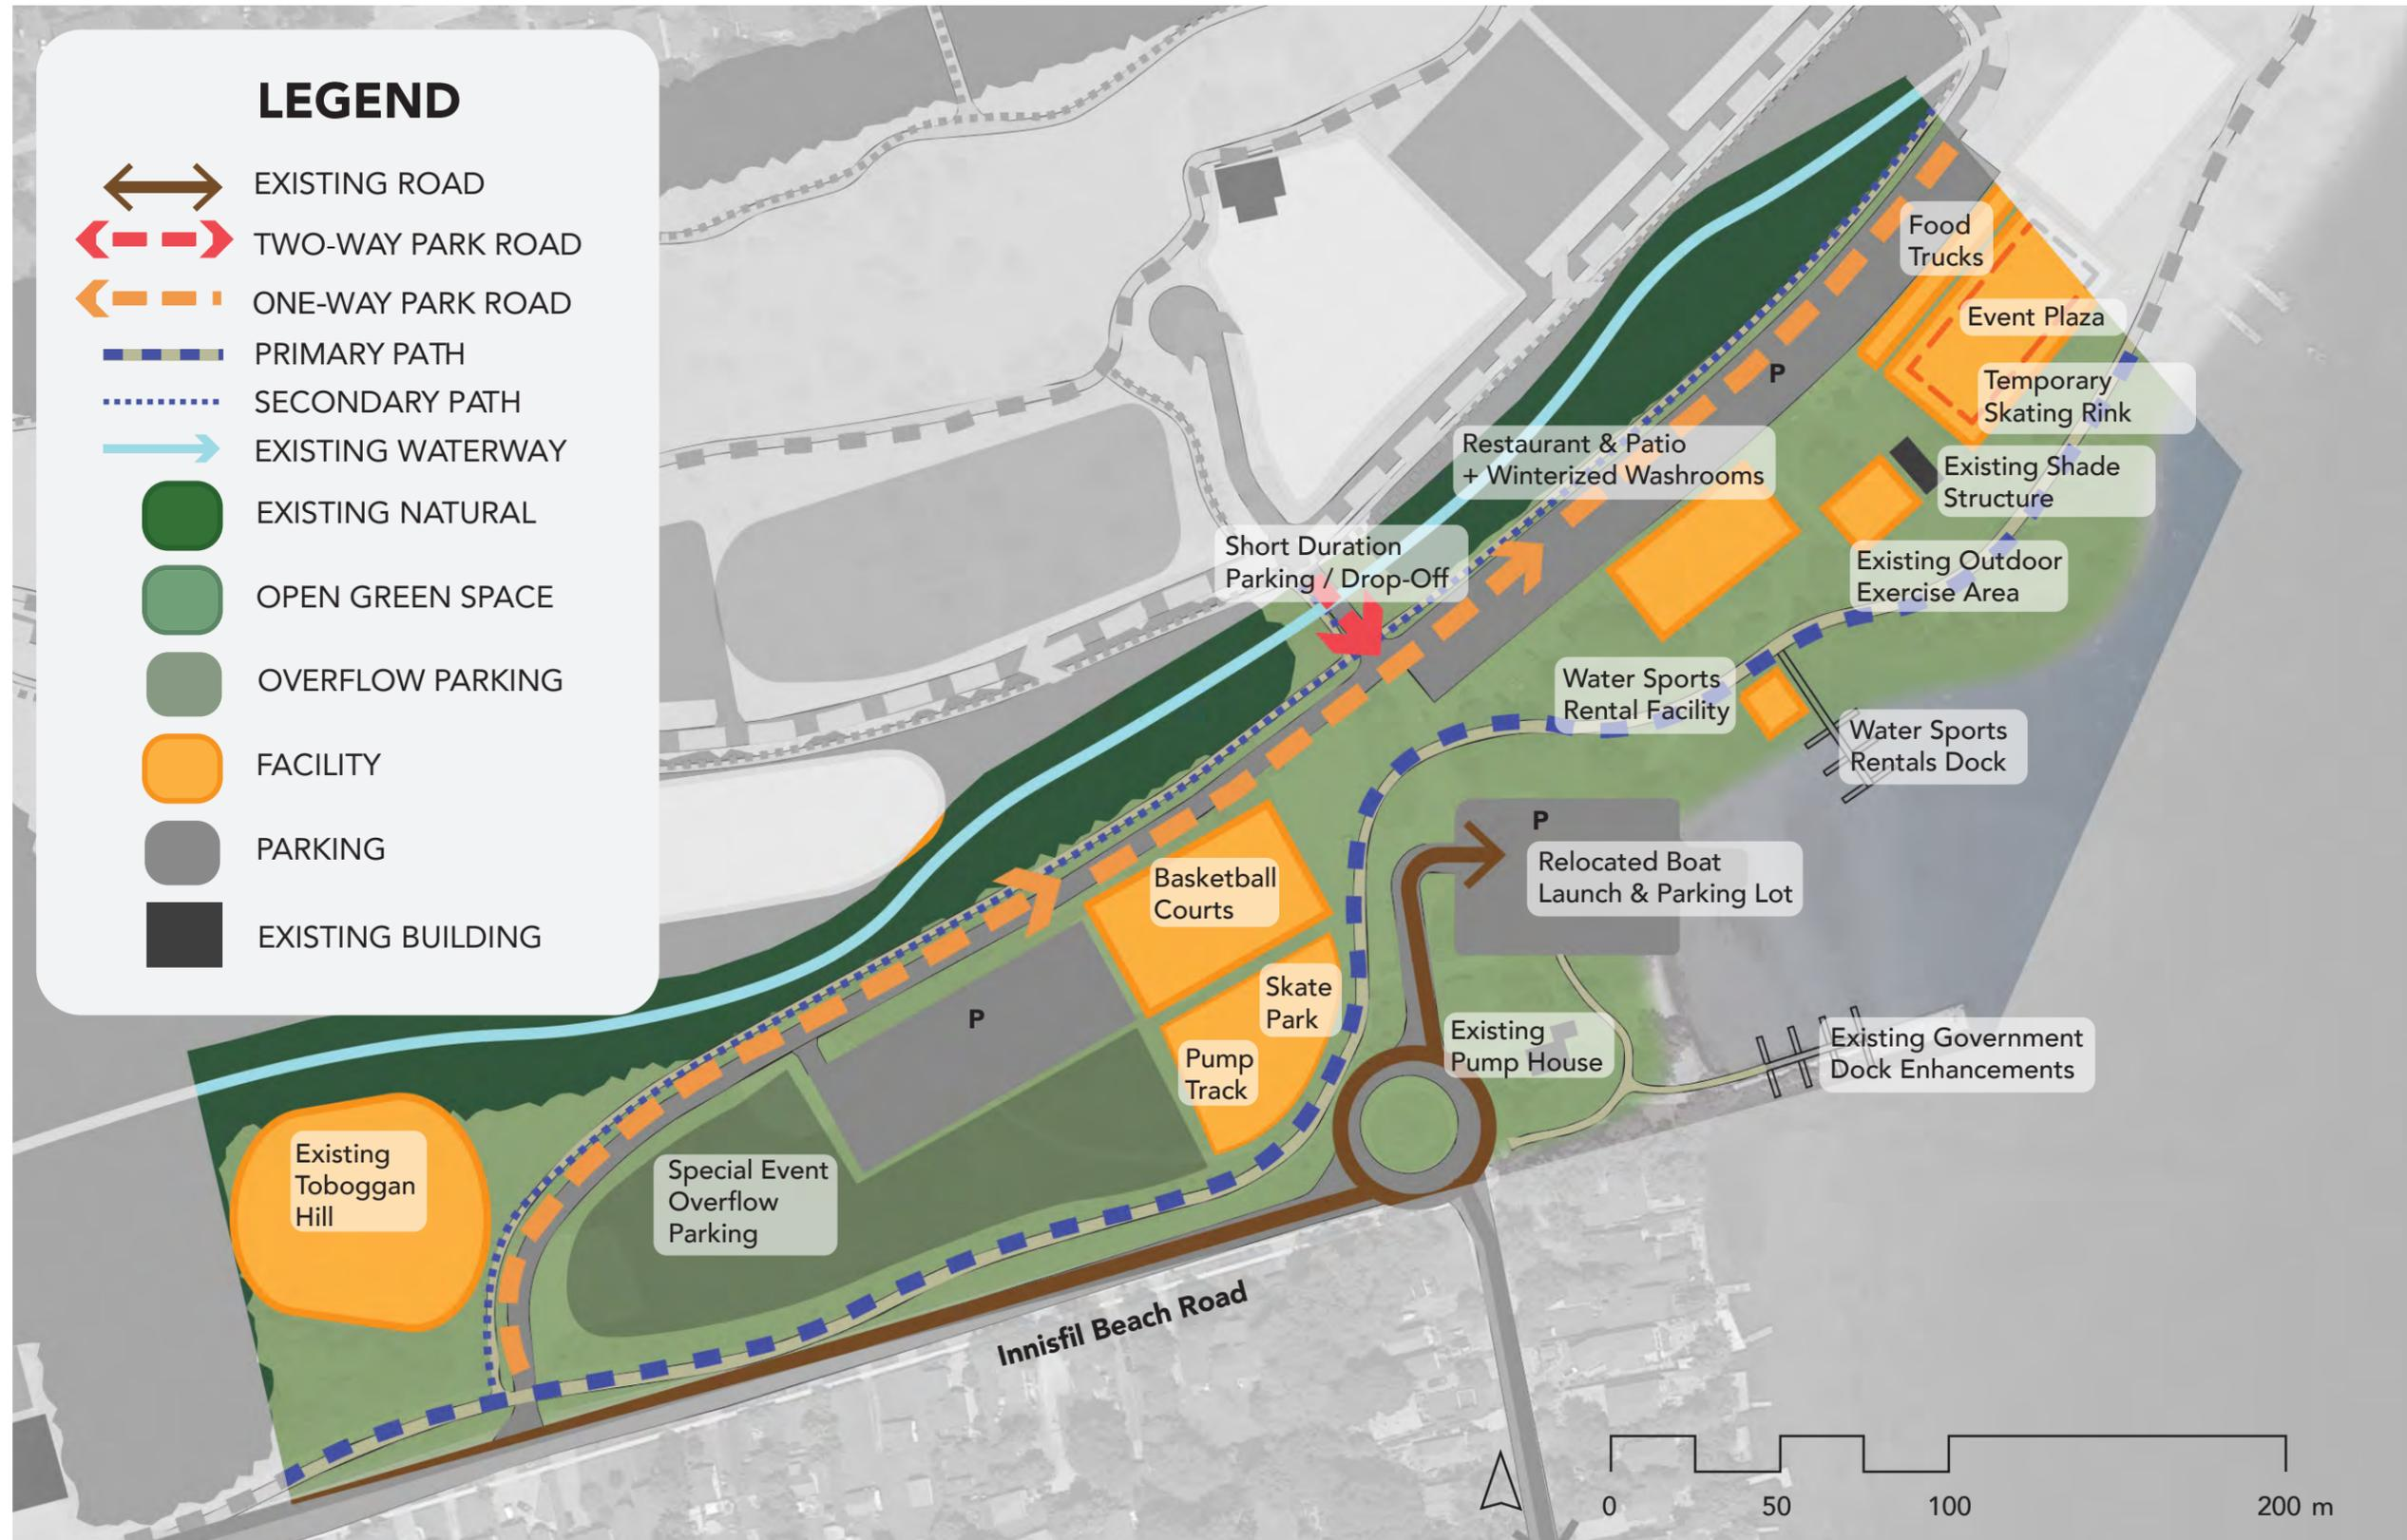 LEGEND
EXISTING ROAD
TWO-WAY PARK ROAD
ONE-WAY PARK ROAD
PRIMARY PATH
SECONDARY PATH
EXISTING WATERWAY
EXISTING NATURAL
OPEN GREEN SPACE
OVERFLOW PARKING
FACILITY
PARKING
EXISTING BUILDING
Food
Trucks
Event Plaza
P
Temporary
Skating Rink
Restaurant & Patio
+ Winterized Washrooms
Existing Shade
Structure
Short Duration
Parking / Drop-Off
Existing Outdoor
Exercise Area
Water Sports
Rental Facility
Water Sports
Rentals Dock
P
Relocated Boat
Launch & Parking Lot
Basketball
Courts
Skate
Park
P
Pump
Track
Existing
Pump House
Existing Government
Dock Enhancements
Existing
Toboggan
Hill
Special Event
Overflow
Parking
Innisfil Beach Road
0 50 100 200 m